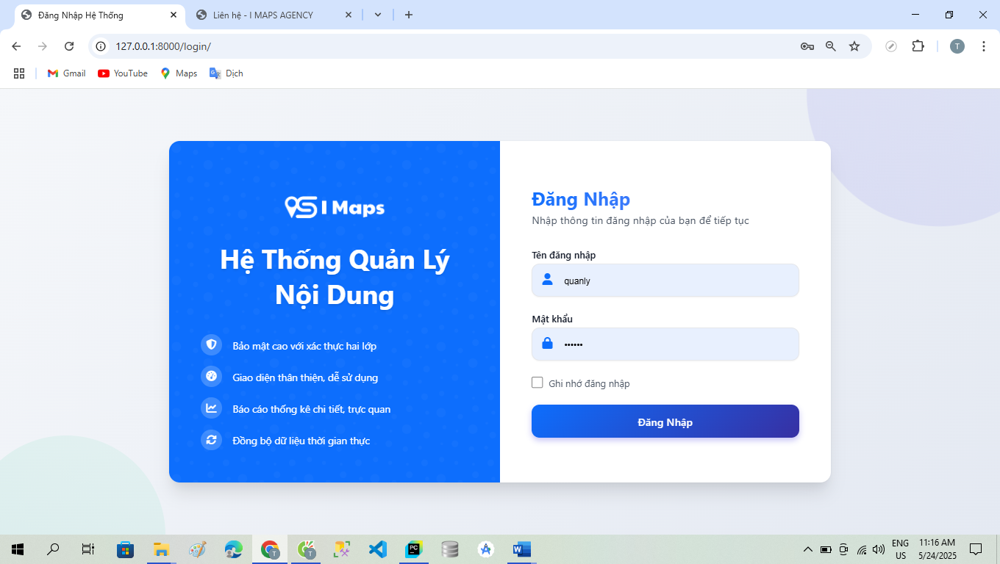 Đăng Nhập Hệ Thống
Liên hệ - I MAPS AGENCY
127.0.0.1:8000/login/
T
Gmail
YouTube
Maps
Dịch
I Maps
Hệ Thống Quản Lý
Nội Dung
Bảo mật cao với xác thực hai lớp
Giao diện thân thiện, dễ sử dụng
Báo cáo thống kê chi tiết, trực quan
Đồng bộ dữ liệu thời gian thực
Đăng Nhập
Nhập thông tin đăng nhập của bạn để tiếp tục
Tên đăng nhập
quanly
Mật khẩu
••••••
Ghi nhớ đăng nhập
Đăng Nhập
T
T
PC
W
ENG
US
11:16 AM
5/24/2025